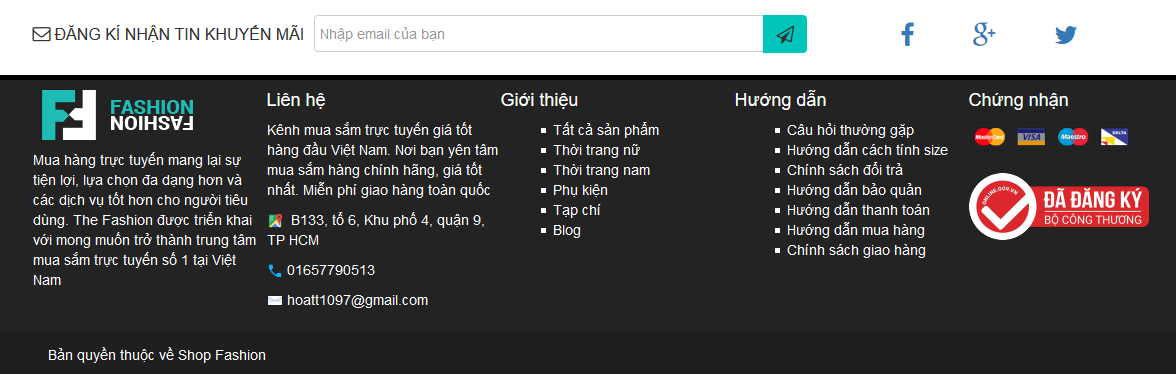 ĐĂNG KÍ NHẬN TIN KHUYẾN MÃI
Nhập email của bạn
FASHION
FASHION
Mua hàng trực tuyến mang lại sự
tiện lợi, lựa chọn đa dạng hơn và
các dịch vụ tốt hơn cho người tiêu
dùng. The Fashion được triển khai
với mong muốn trở thành trung tâm
mua sắm trực tuyến số 1 tại Việt
Nam
Liên hệ
Kênh mua sắm trực tuyến giá tốt
hàng đầu Việt Nam. Nơi bạn yên tâm
mua sắm hàng chính hãng, giá tốt
nhất. Miễn phí giao hàng toàn quốc
B133, tổ 6, Khu phố 4, quận 9,
TP HCM
01657790513
hoatt1097@gmail.com
Giới thiệu
Tất cả sản phẩm
Thời trang nữ
Thời trang nam
Phụ kiện
Tạp chí
Blog
Hướng dẫn
Câu hỏi thường gặp
Hướng dẫn cách tính size
Chính sách đổi trả
Hướng dẫn bảo quản
Hướng dẫn thanh toán
Hướng dẫn mua hàng
Chính sách giao hàng
Chứng nhận
MasterCard
VISA
Maestro
DELTA
ONLINE.GOV.VN
ĐÃ ĐĂNG KÝ
BỘ CÔNG THƯƠNG
Bản quyền thuộc về Shop Fashion